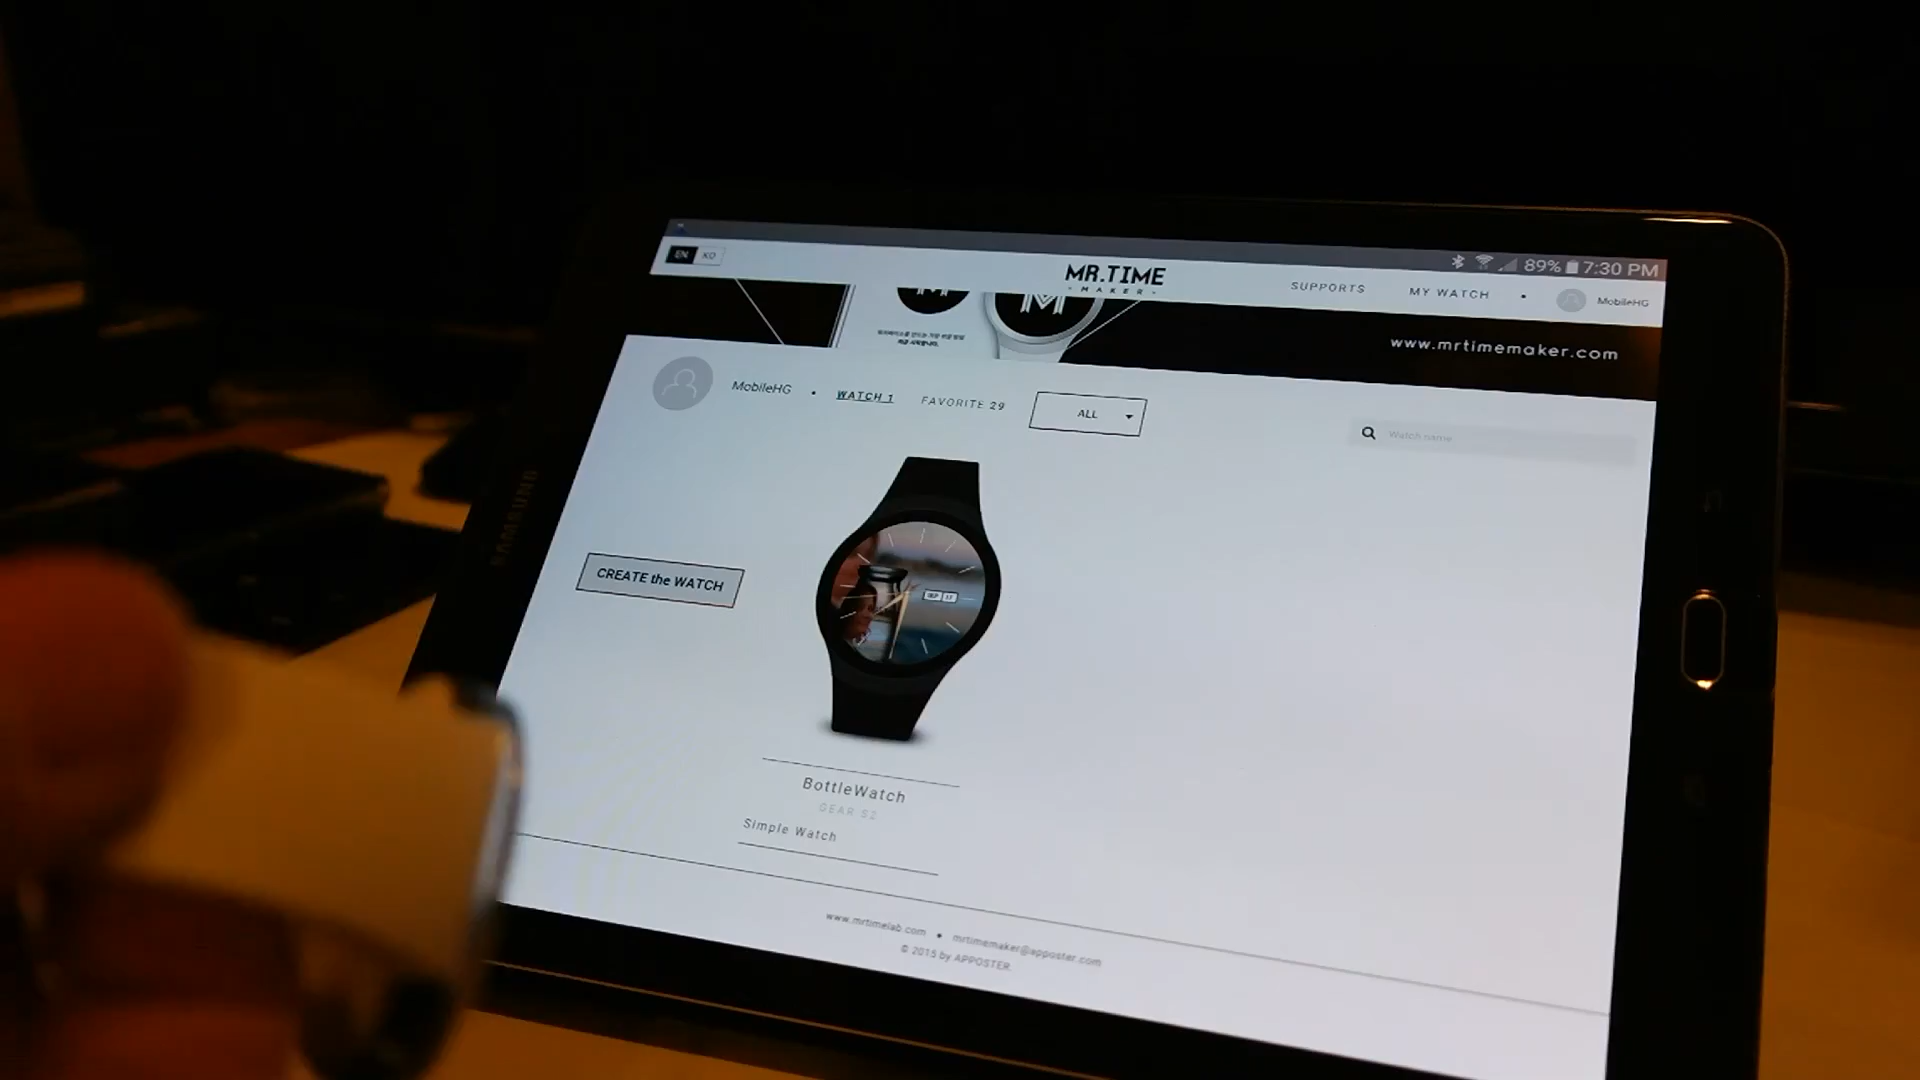 89% 7:30 PM
EN KO
MR.TIME
- MAKER -
SUPPORTS
MY WATCH
MobileHG
www.mrtimemaker.com
MobileHG • WATCH 1 FAVORITE 29
ALL
Watch name
SAMSUNG
CREATE the WATCH
BottleWatch
GEAR S2
Simple Watch
www.mrtimelab.com • mrtimemaker@apposter.com
© 2015 by APPOSTER.